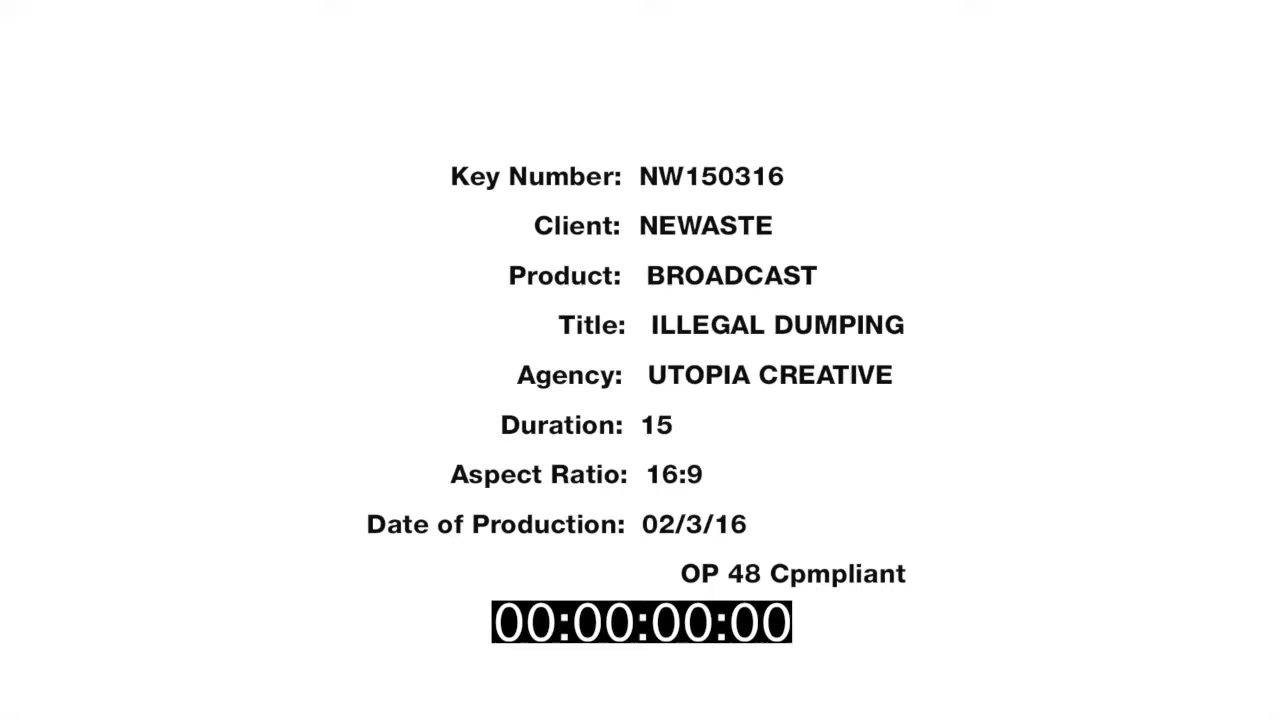 Key Number: NW150316
Client: NEWASTE
Product: BROADCAST
Title: ILLEGAL DUMPING
Agency: UTOPIA CREATIVE
Duration: 15
Aspect Ratio: 16:9
Date of Production: 02/3/16
OP 48 Cpmpliant
00:00:00:00